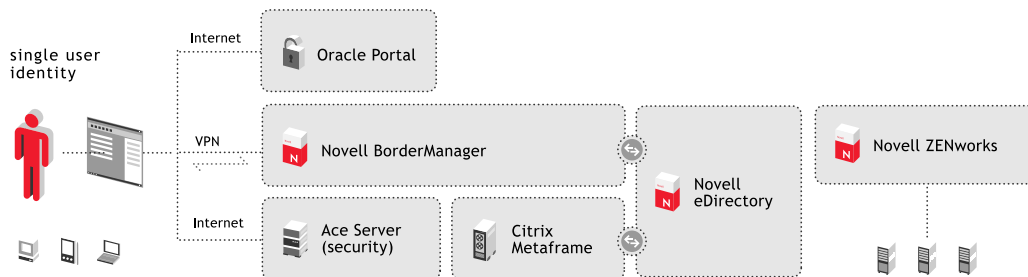 single user
identity
Internet
Oracle Portal
VPN
Novell BorderManager
Novell
eDirectory
Novell ZENworks
Internet
Ace Server
(security)
Citrix
Metaframe
N
N
N